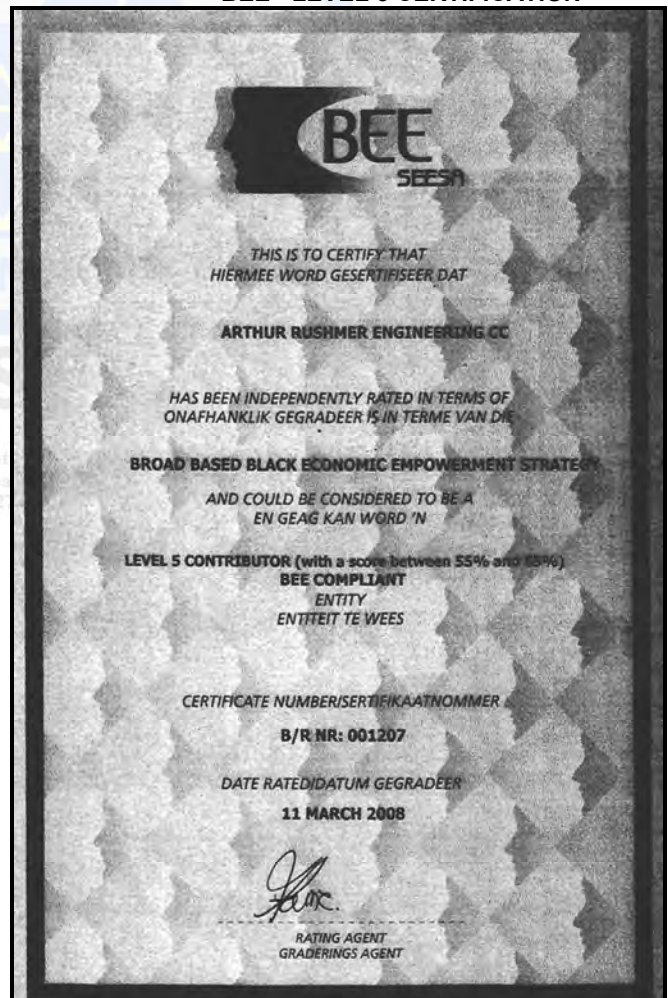 BEE
SEESA
THIS IS TO CERTIFY THAT
HIERMEE WORD GESERTIFISEER DAT
ARTHUR RUSHMER ENGINEERING CC
HAS BEEN INDEPENDENTLY RATED IN TERMS OF
ONAFHANKLIK GEGRADEER IS IN TERME VAN DIE
BROAD BASED BLACK ECONOMIC EMPOWERMENT STRATEGY
AND COULD BE CONSIDERED TO BE A
EN GEAG KAN WORD 'N
LEVEL 5 CONTRIBUTOR (with a score between 55% and
BEE COMPLIANT
ENTITY
ENTITEIT TE WEES
CERTIFICATE NUMBER/SERTIFIKAATNOMMER
B/R NR: 001207
DATE RATED/DATUM GEGRADEER
11 MARCH 2008
RATING AGENT
GRADERINGS AGENT